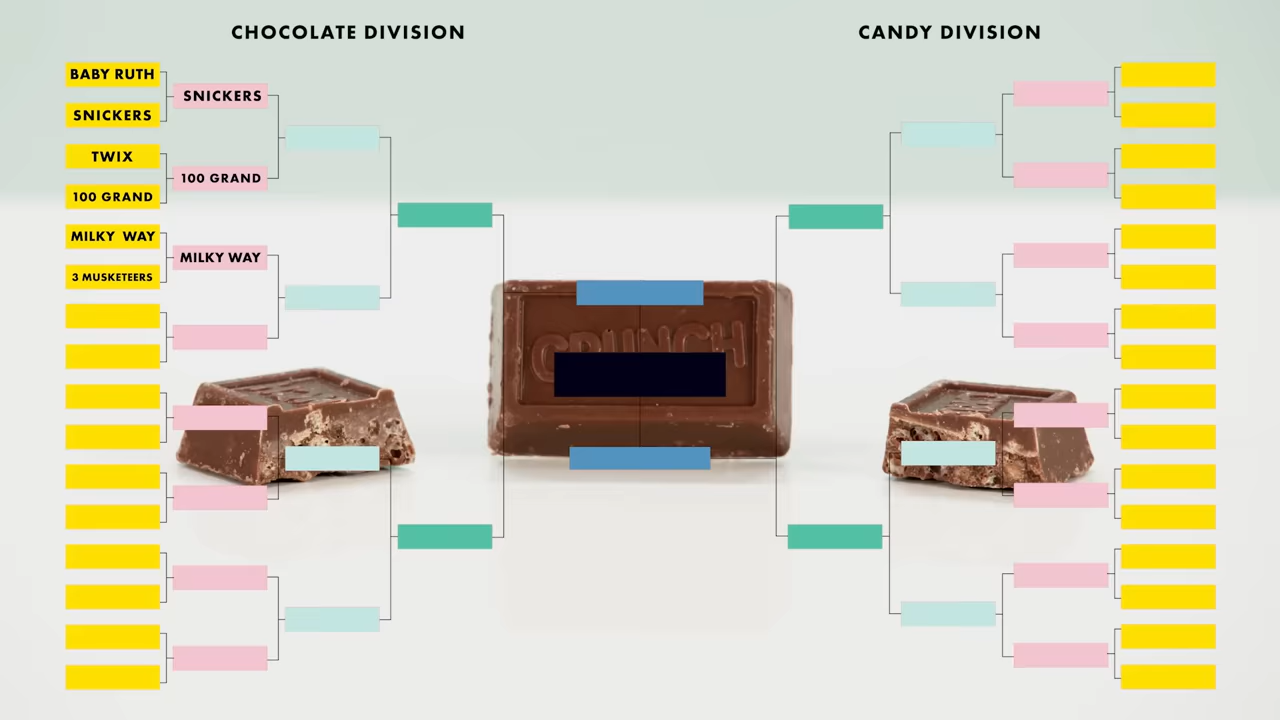 CHOCOLATE DIVISION
CANDY DIVISION
BABY RUTH
SNICKERS
SNICKERS
TWIX
100 GRAND
100 GRAND
MILKY WAY
MILKY WAY
3 MUSKETEERS
CRUNCH